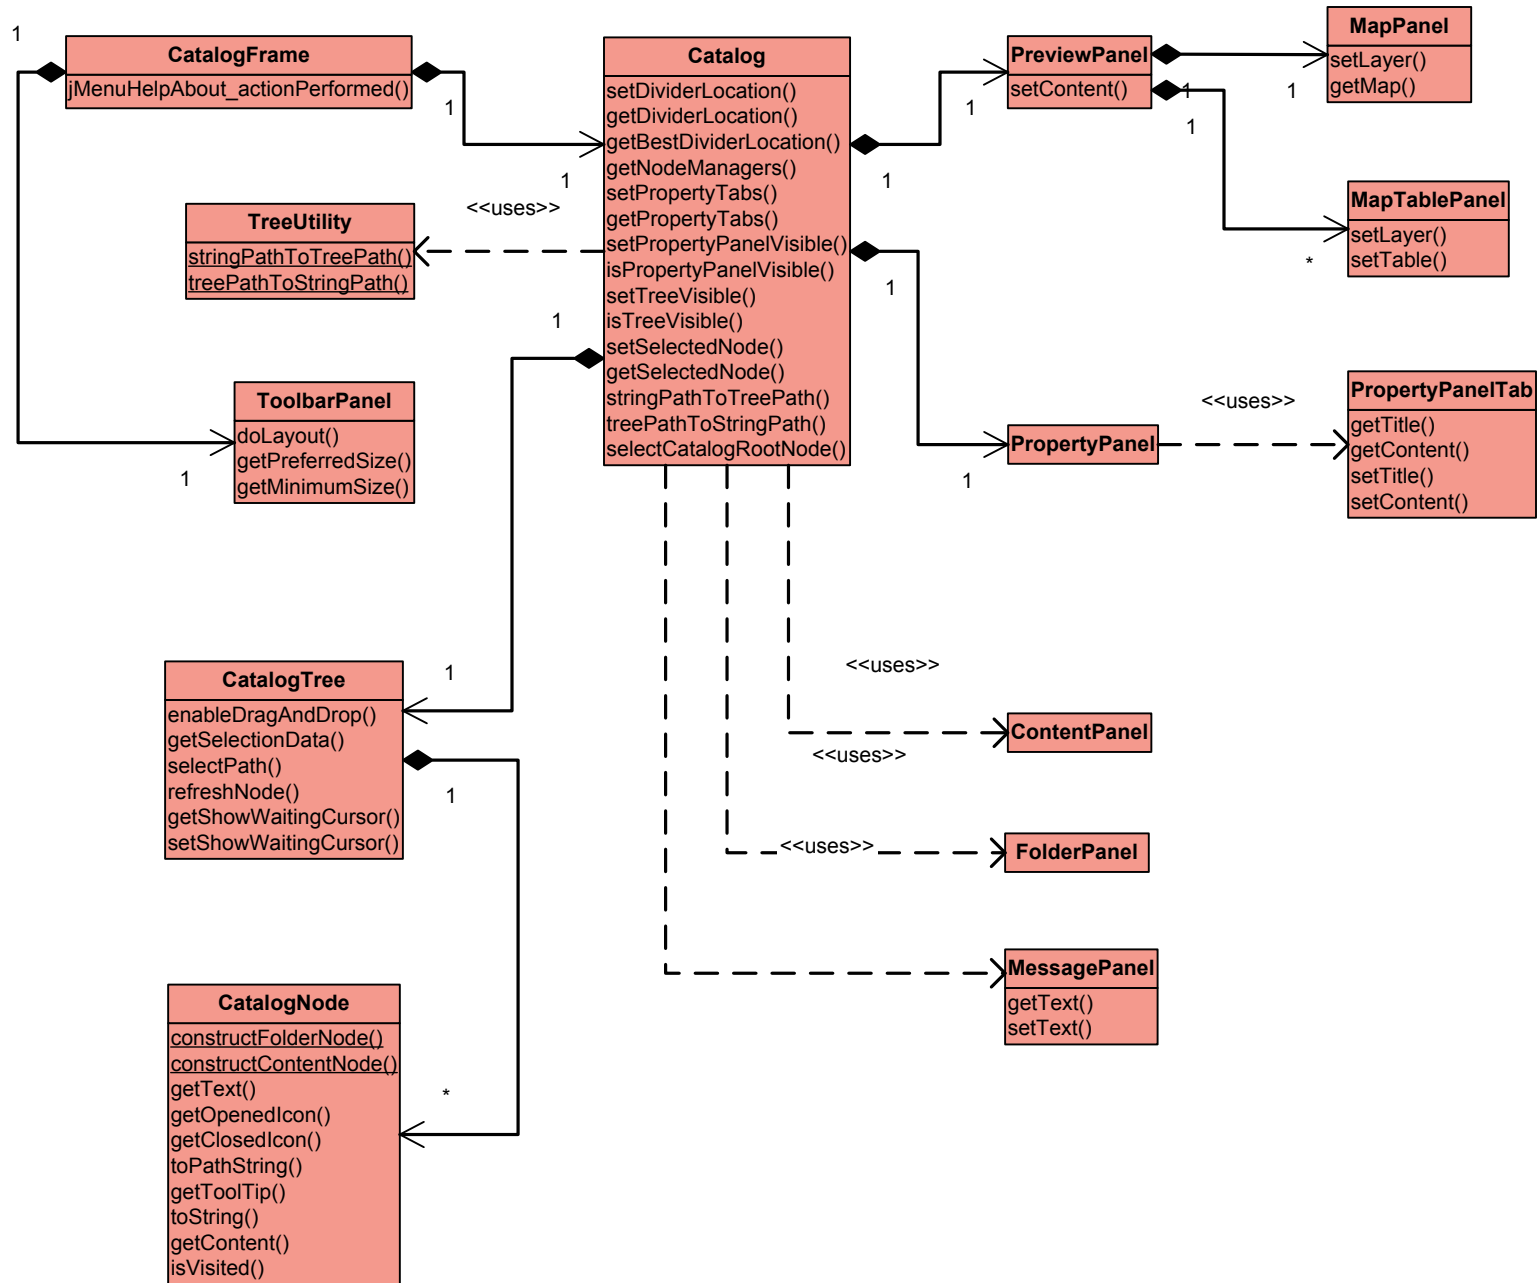 1
CatalogFrame
jMenuHelpAbout_actionPerformed()
1
1
Catalog
setDividerLocation()
getDividerLocation()
getBestDividerLocation()
getNodeManagers()
setPropertyTabs()
getPropertyTabs()
setPropertyPanelVisible()
isPropertyPanelVisible()
setTreeVisible()
isTreeVisible()
setSelectedNode()
getSelectedNode()
stringPathToTreePath()
treePathToStringPath()
selectCatalogRootNode()
1
1
PreviewPanel
setContent()
1
1
1
MapPanel
setLayer()
getMap()
*
MapTablePanel
setLayer()
setTable()
<<uses>>
TreeUtility
stringPathToTreePath()
treePathToStringPath()
1
1
ToolbarPanel
doLayout()
getPreferredSize()
getMinimumSize()
1
1
PropertyPanel
<<uses>>
PropertyPanelTab
getTitle()
getContent()
setTitle()
setContent()
1
CatalogTree
enableDragAndDrop()
getSelectionData()
selectPath()
refreshNode()
getShowWaitingCursor()
setShowWaitingCursor()
1
<<uses>>
ContentPanel
<<uses>>
<<uses>>
FolderPanel
MessagePanel
getText()
setText()
CatalogNode
constructFolderNode()
constructContentNode()
getText()
getOpenedIcon()
getClosedIcon()
toPathString()
getToolTip()
toString()
getContent()
isVisited()
*